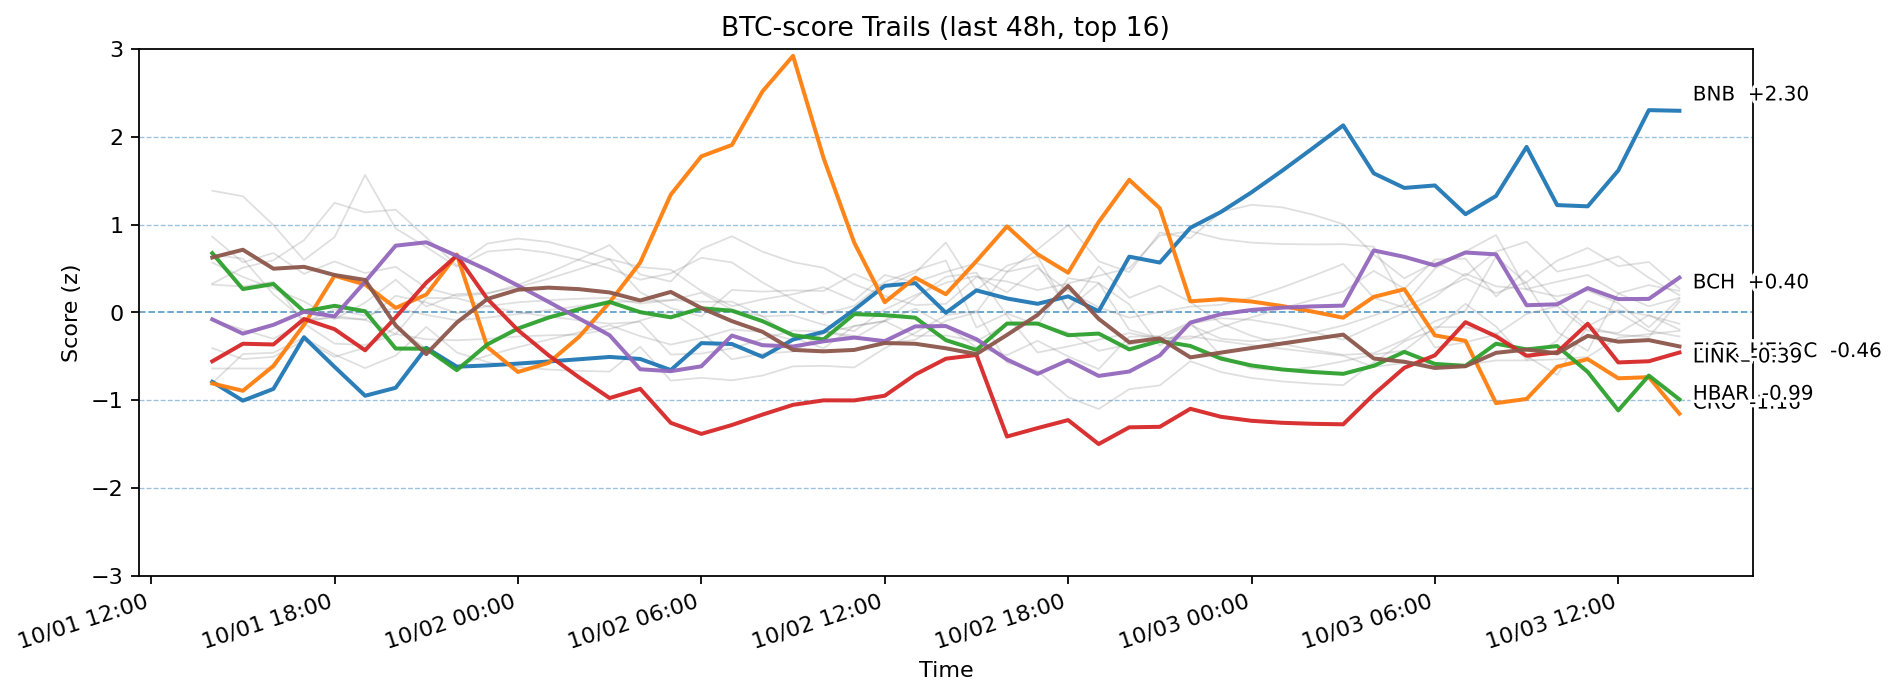 BTC-score Trails (last 48h, top 16)
3
2
1
0
−1
−2
−3
Score (z)
BNB +2.30
BCH +0.40
-0.46
LINK -0.39
HBAR -0.99
CRO -1.16
10/01 12:00
10/01 18:00
10/02 00:00
10/02 06:00
10/02 12:00
10/02 18:00
10/03 00:00
10/03 06:00
10/03 12:00
Time